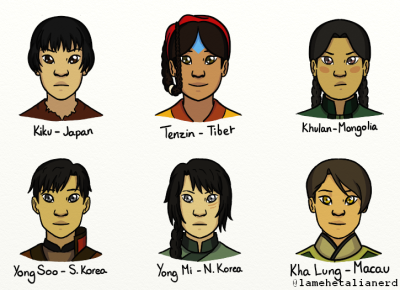 Kiku - Japan
Tenzin - Tibet
Khulan - Mongolia
Yong Soo - S. Korea
Yong Mi - N. Korea
Kha Lung - Macau
@lamehetalianerd